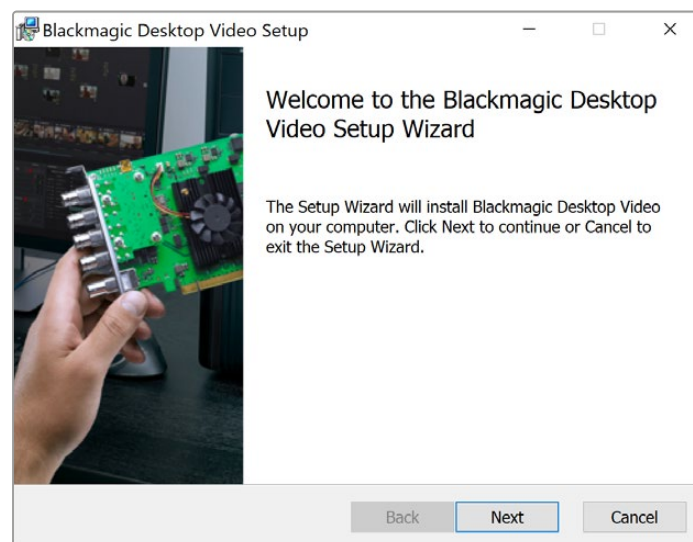 Blackmagic Desktop Video Setup
Welcome to the Blackmagic Desktop
Video Setup Wizard
The Setup Wizard will install Blackmagic Desktop Video
on your computer. Click Next to continue or Cancel to
exit the Setup Wizard.
Back
Next
Cancel